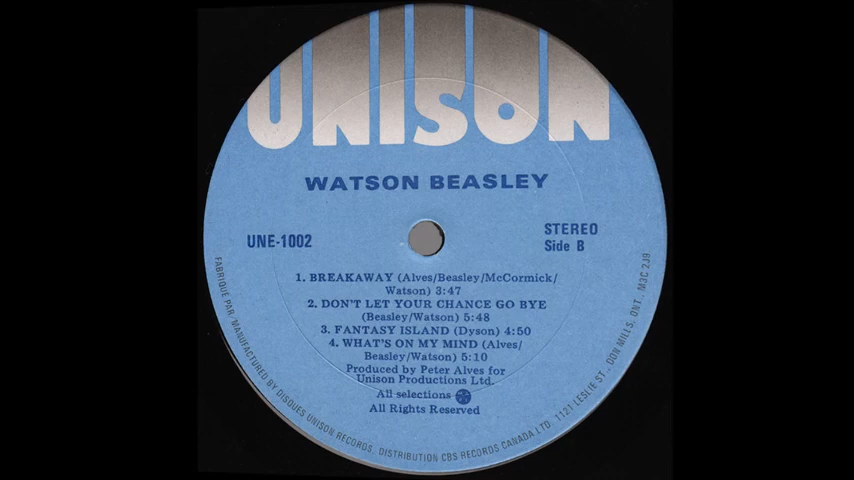 UNISON
WATSON BEASLEY
UNE-1002
STEREO
Side B
1. BREAKAWAY (Alves/Beasley/McCormick/
Watson) 3:47
2. DON'T LET YOUR CHANCE GO BYE
(Beasley/Watson) 5:48
3. FANTASY ISLAND (Dyson) 4:50
4. WHAT'S ON MY MIND (Alves/
Beasley/Watson) 5:10
Produced by Peter Alves for
Unison Productions Ltd.
All selections
All Rights Reserved
FABRIQUE PAR/MANUFACTURED BY DISQUES UNISON RECORDS, DISTRIBUTION CBS RECORDS CANADA LTD. 1121 LESLIE ST., DON MILLS, ONT., M3C 2J9